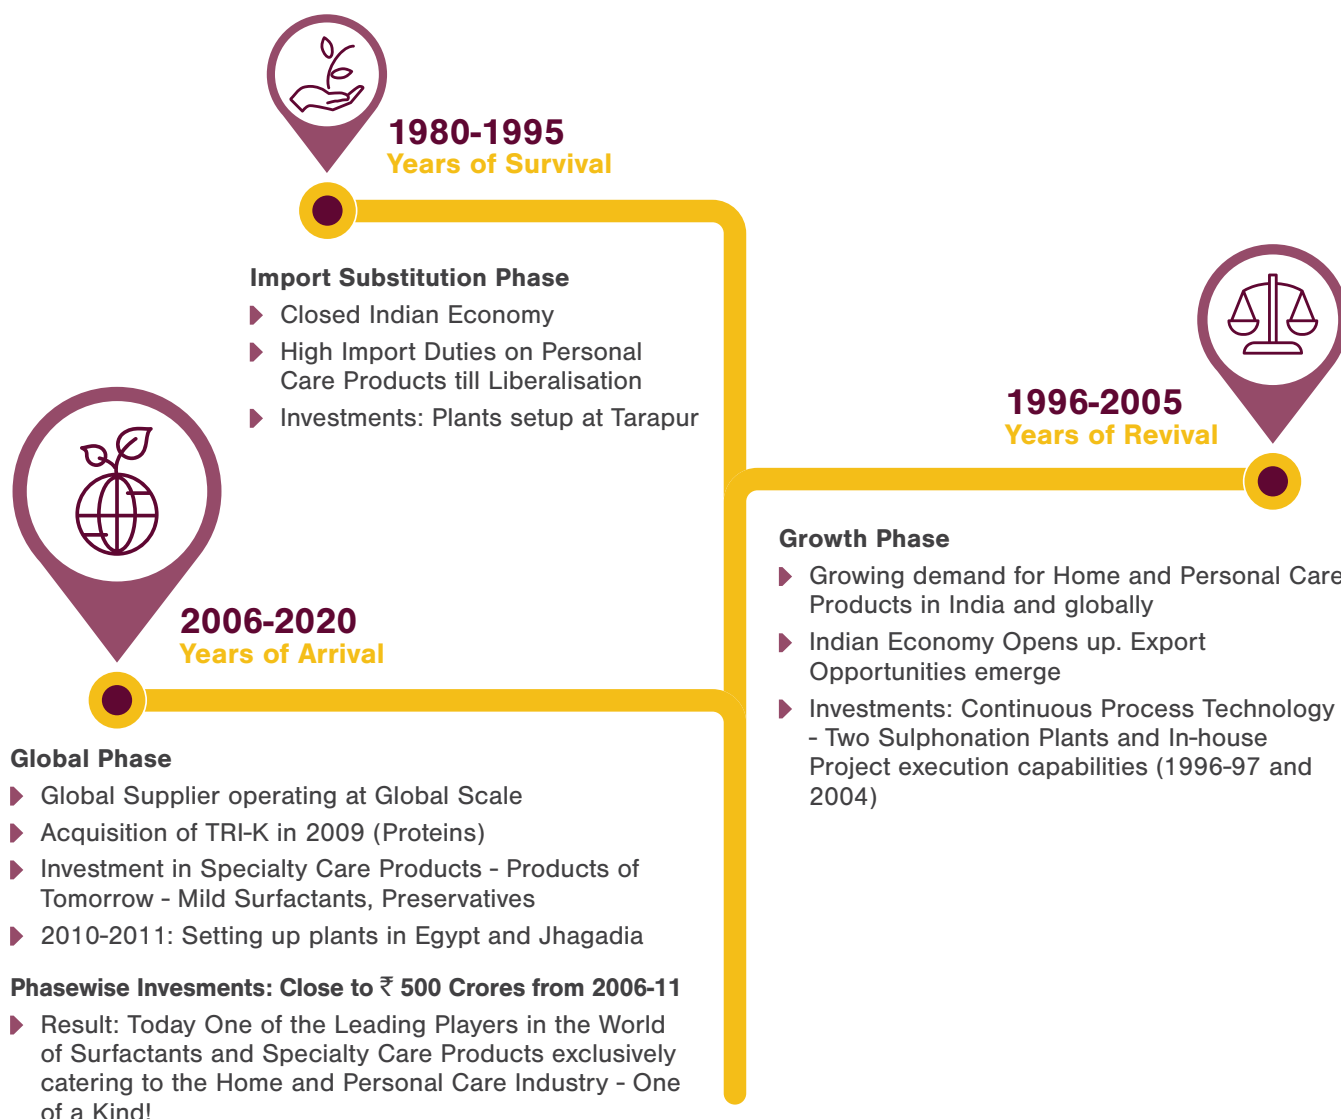 1980-1995
Years of Survival
Import Substitution Phase
Closed Indian Economy
High Import Duties on Personal
Care Products till Liberalisation
Investments: Plants setup at Tarapur
1996-2005
Years of Revival
Growth Phase
Growing demand for Home and Personal Care
Products in India and globally
Indian Economy Opens up. Export
Opportunities emerge
Investments: Continuous Process Technology
- Two Sulphonation Plants and In-house
Project execution capabilities (1996-97 and
2004)
2006-2020
Years of Arrival
Global Phase
Global Supplier operating at Global Scale
Acquisition of TRI-K in 2009 (Proteins)
Investment in Specialty Care Products - Products of
Tomorrow - Mild Surfactants, Preservatives
2010-2011: Setting up plants in Egypt and Jhagadia
Phasewise Invesments: Close to ₹ 500 Crores from 2006-11
Result: Today One of the Leading Players in the World
of Surfactants and Specialty Care Products exclusively
catering to the Home and Personal Care Industry - One
of a Kind!